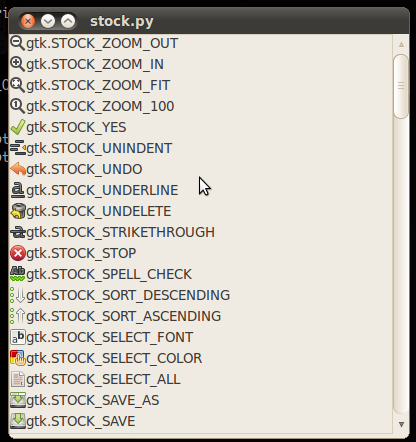 stock.py
gtk.STOCK_ZOOM_OUT
gtk.STOCK_ZOOM_IN
gtk.STOCK_ZOOM_FIT
gtk.STOCK_ZOOM_100
gtk.STOCK_YES
gtk.STOCK_UNINDENT
gtk.STOCK_UNDO
gtk.STOCK_UNDERLINE
gtk.STOCK_UNDELETE
gtk.STOCK_STRIKETHROUGH
gtk.STOCK_STOP
gtk.STOCK_SPELL_CHECK
gtk.STOCK_SORT_DESCENDING
gtk.STOCK_SORT_ASCENDING
gtk.STOCK_SELECT_FONT
gtk.STOCK_SELECT_COLOR
gtk.STOCK_SELECT_ALL
gtk.STOCK_SAVE_AS
gtk.STOCK_SAVE